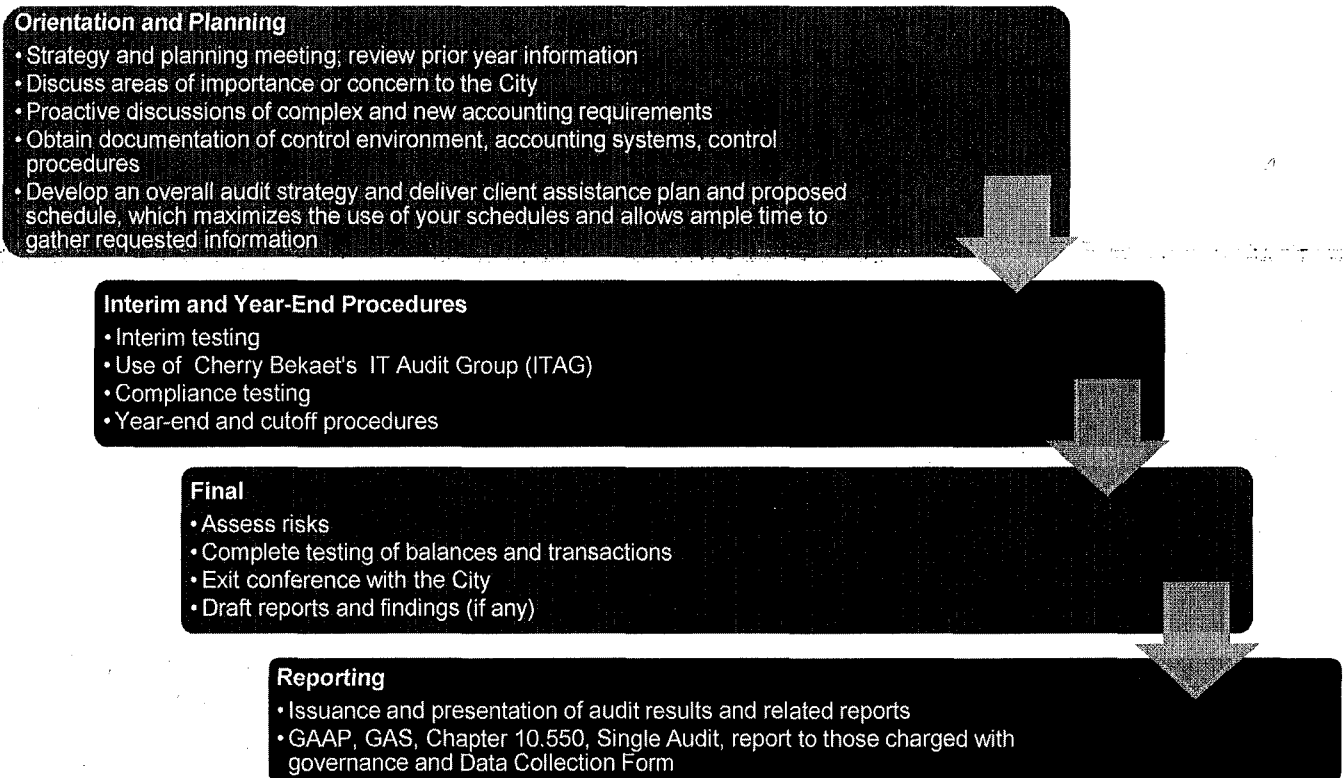 Orientation and Planning
• Strategy and planning meeting; review prior year information
• Discuss areas of importance or concern to the City
• Proactive discussions of complex and new accounting requirements
• Obtain documentation of control environment, accounting systems, control
procedures
• Develop an overall audit strategy and deliver client assistance plan and proposed
schedule, which maximizes the use of your schedules and allows ample time to
gather requested information
Interim and Year-End Procedures
• Interim testing
• Use of Cherry Bekaet's IT Audit Group (ITAG)
• Compliance testing
• Year-end and cutoff procedures
Final
• Assess risks
• Complete testing of balances and transactions
• Exit conference with the City
• Draft reports and findings (if any)
Reporting
• Issuance and presentation of audit results and related reports
• GAAP, GAS, Chapter 10.550, Single Audit, report to those charged with
governance and Data Collection Form